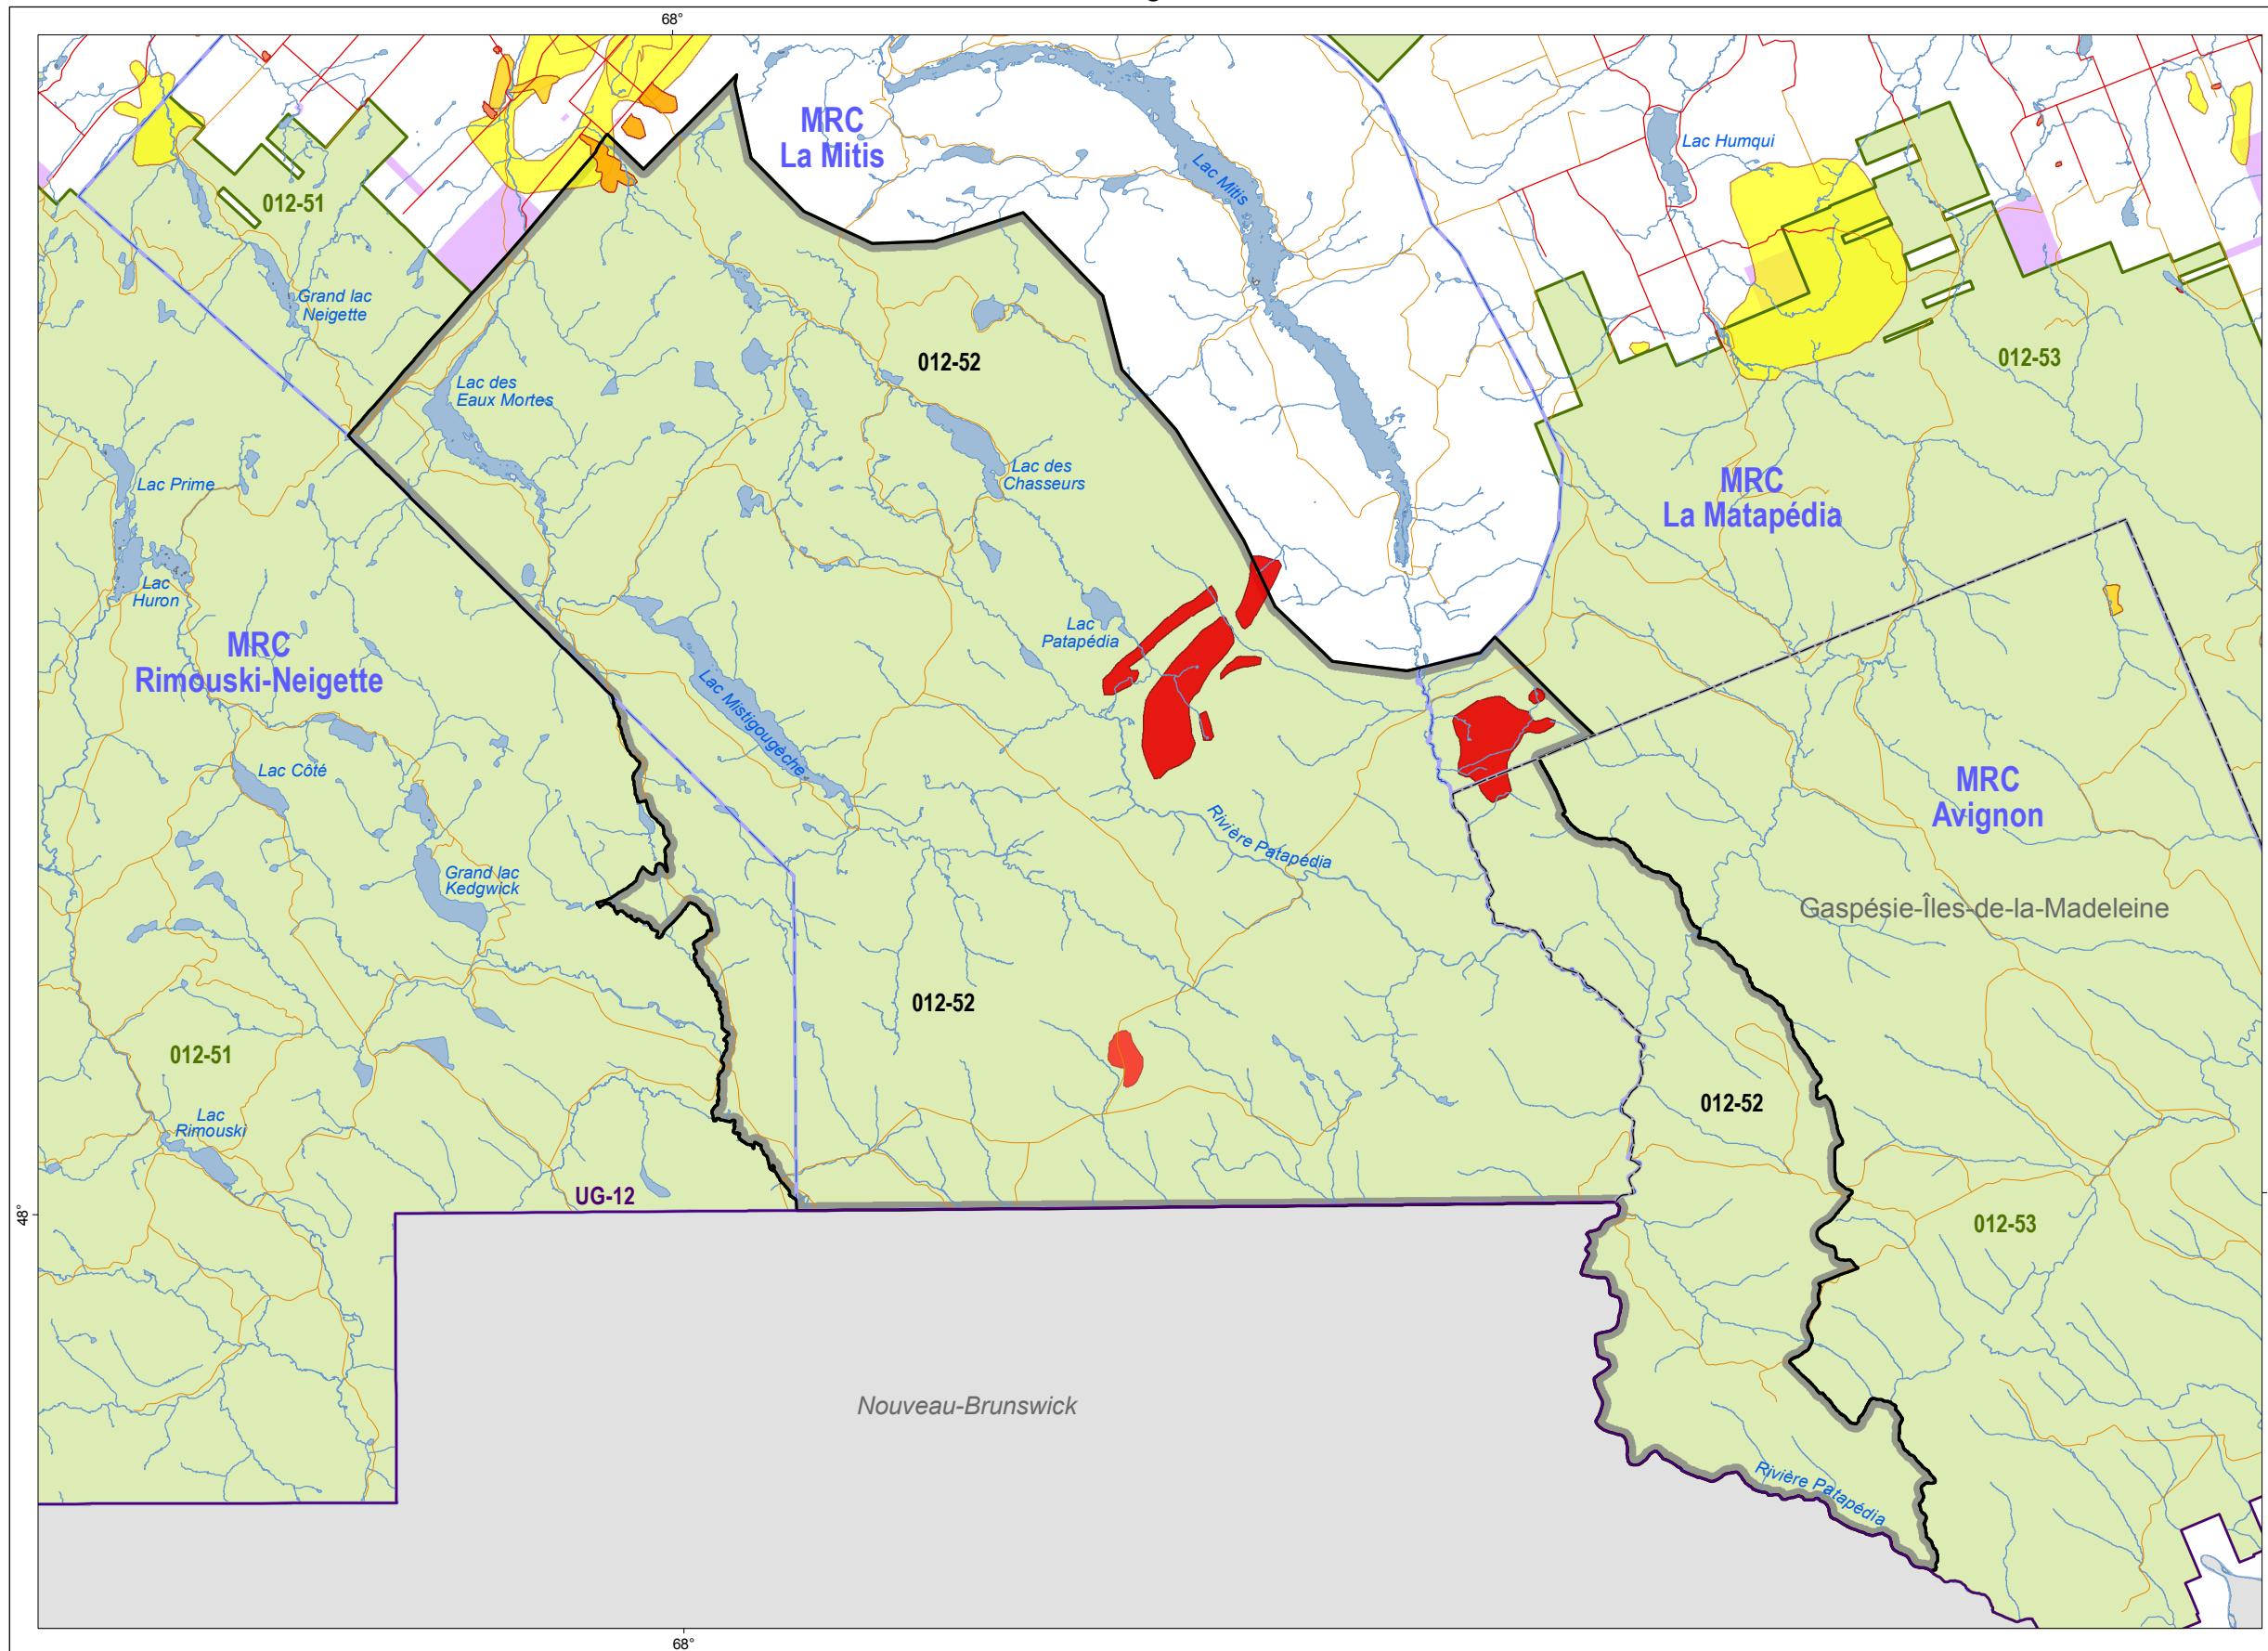 68°
MRC
La Mitis
Lac Humqui
Lac Mitis
012-51
Grand lac
Neigette
012-52
012-53
Lac des
Eaux Mortes
Lac des
Chasseurs
Lac Prime
MRC
La Matapédia
Lac
Huron
Lac
Patapédia
MRC
Rimouski-Neigette
Lac Mistigougèche
Lac Côté
MRC
Avignon
Rivière Patapédia
Grand lac
Kedgwick
Gaspésie-Îles-de-la-Madeleine
012-52
012-51
012-52
Lac
Rimouski
UG-12
48°
012-53
Nouveau-Brunswick
Rivière Patapédia
68°